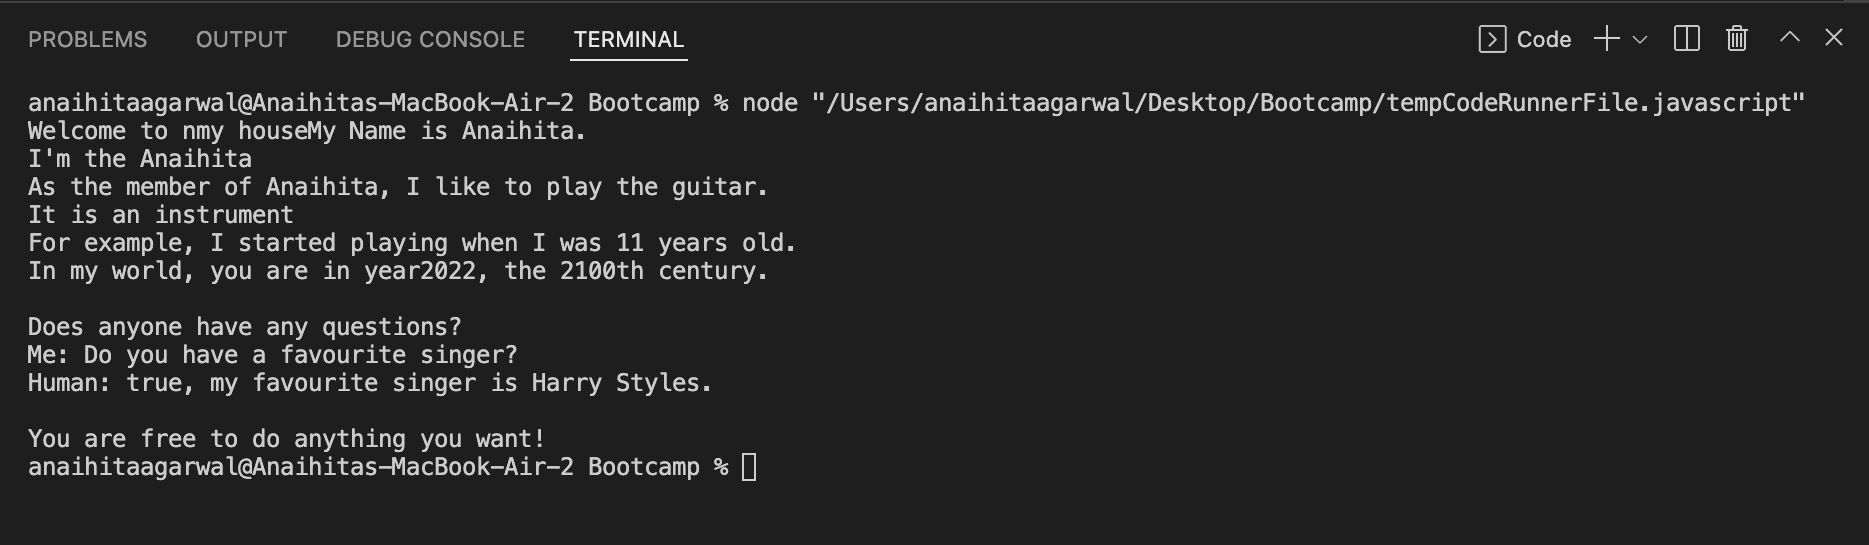 PROBLEMS OUTPUT DEBUG CONSOLE TERMINAL Code
anaihitaagarwal@Anaihitas-MacBook-Air-2 Bootcamp % node "/Users/anaihitaagarwal/Desktop/Bootcamp/tempCodeRunnerFile.javascript"
Welcome to nmy houseMy Name is Anaihita.
I'm the Anaihita
As the member of Anaihita, I like to play the guitar.
It is an instrument
For example, I started playing when I was 11 years old.
In my world, you are in year2022, the 2100th century.
Does anyone have any questions?
Me: Do you have a favourite singer?
Human: true, my favourite singer is Harry Styles.
You are free to do anything you want!
anaihitaagarwal@Anaihitas-MacBook-Air-2 Bootcamp %